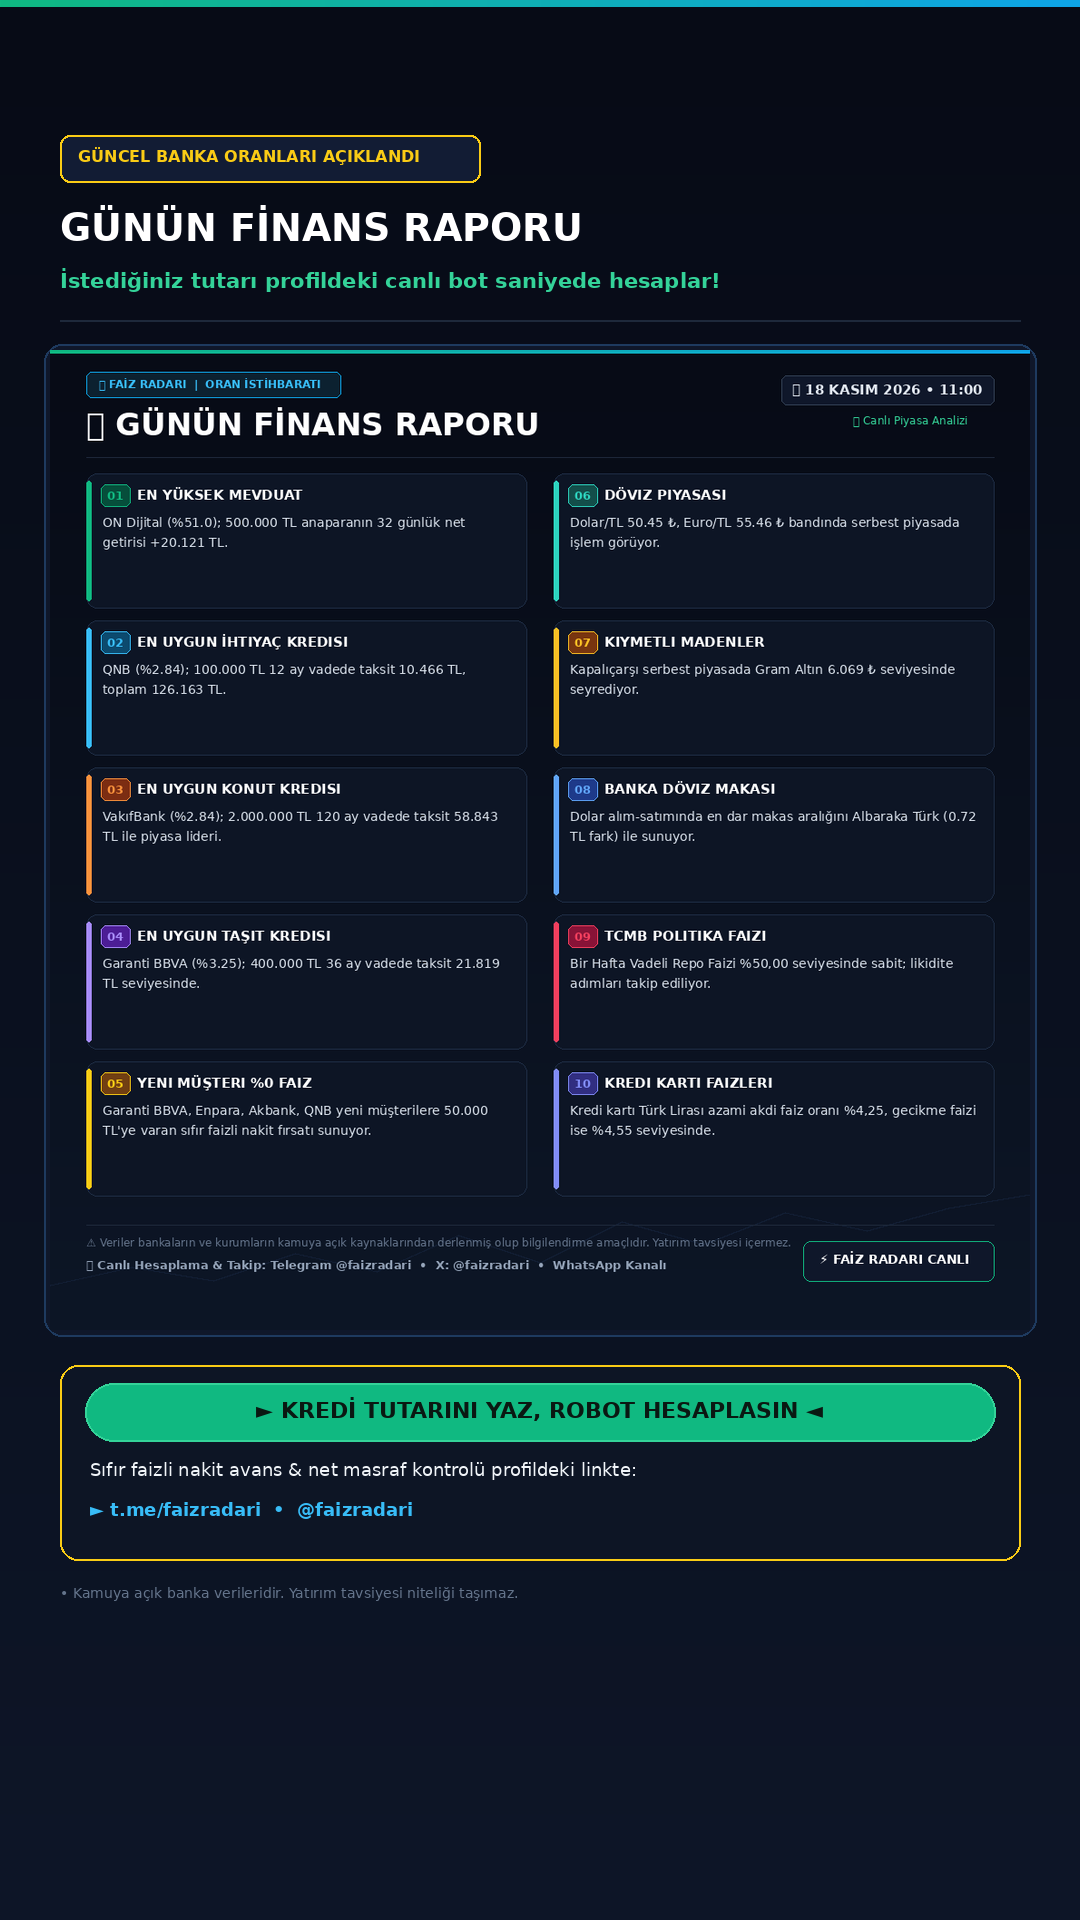 GÜNCEL BANKA ORANLARI AÇIKLANDI
GÜNÜN FİNANS RAPORU
İstediğiniz tutarı profildeki canlı bot saniyede hesaplar!
FAİZ RADARI | ORAN İSTİHBARATI
18 KASIM 2026 • 11:00
GÜNÜN FİNANS RAPORU
Canlı Piyasa Analizi
01 EN YÜKSEK MEVDUAT
ON Dijital (%51.0); 500.000 TL anaparanın 32 günlük net
getirisi +20.121 TL.
02 EN UYGUN İHTIYAÇ KREDISI
QNB (%2.84); 100.000 TL 12 ay vadede taksit 10.466 TL,
toplam 126.163 TL.
03 EN UYGUN KONUT KREDISI
VakıfBank (%2.84); 2.000.000 TL 120 ay vadede taksit 58.843
TL ile piyasa lideri.
04 EN UYGUN TAŞIT KREDISI
Garanti BBVA (%3.25); 400.000 TL 36 ay vadede taksit 21.819
TL seviyesinde.
05 YENI MÜŞTERI %0 FAIZ
Garanti BBVA, Enpara, Akbank, QNB yeni müşterilere 50.000
TL'ye varan sıfır faizli nakit fırsatı sunuyor.
06 DÖVIZ PIYASASI
Dolar/TL 50.45 ₺, Euro/TL 55.46 ₺ bandında serbest piyasada
işlem görüyor.
07 KIYMETLI MADENLER
Kapalıçarşı serbest piyasada Gram Altın 6.069 ₺ seviyesinde
seyrediyor.
08 BANKA DÖVIZ MAKASI
Dolar alım-satımında en dar makas aralığını Albaraka Türk (0.72
TL fark) ile sunuyor.
09 TCMB POLITIKA FAIZI
Bir Hafta Vadeli Repo Faizi %50,00 seviyesinde sabit; likidite
adımları takip ediliyor.
10 KREDI KARTI FAIZLERI
Kredi kartı Türk Lirası azami akdi faiz oranı %4,25, gecikme faizi
ise %4,55 seviyesinde.
⚠ Veriler bankaların ve kurumların kamuya açık kaynaklarından derlenmiş olup bilgilendirme amaçlıdır. Yatırım tavsiyesi içermez.
Canlı Hesaplama & Takip: Telegram @faizradari • X: @faizradari • WhatsApp Kanalı
⚡ FAİZ RADARI CANLI
► KREDİ TUTARINI YAZ, ROBOT HESAPLASIN ◄
Sıfır faizli nakit avans & net masraf kontrolü profildeki linkte:
► t.me/faizradari • @faizradari
• Kamuya açık banka verileridir. Yatırım tavsiyesi niteliği taşımaz.